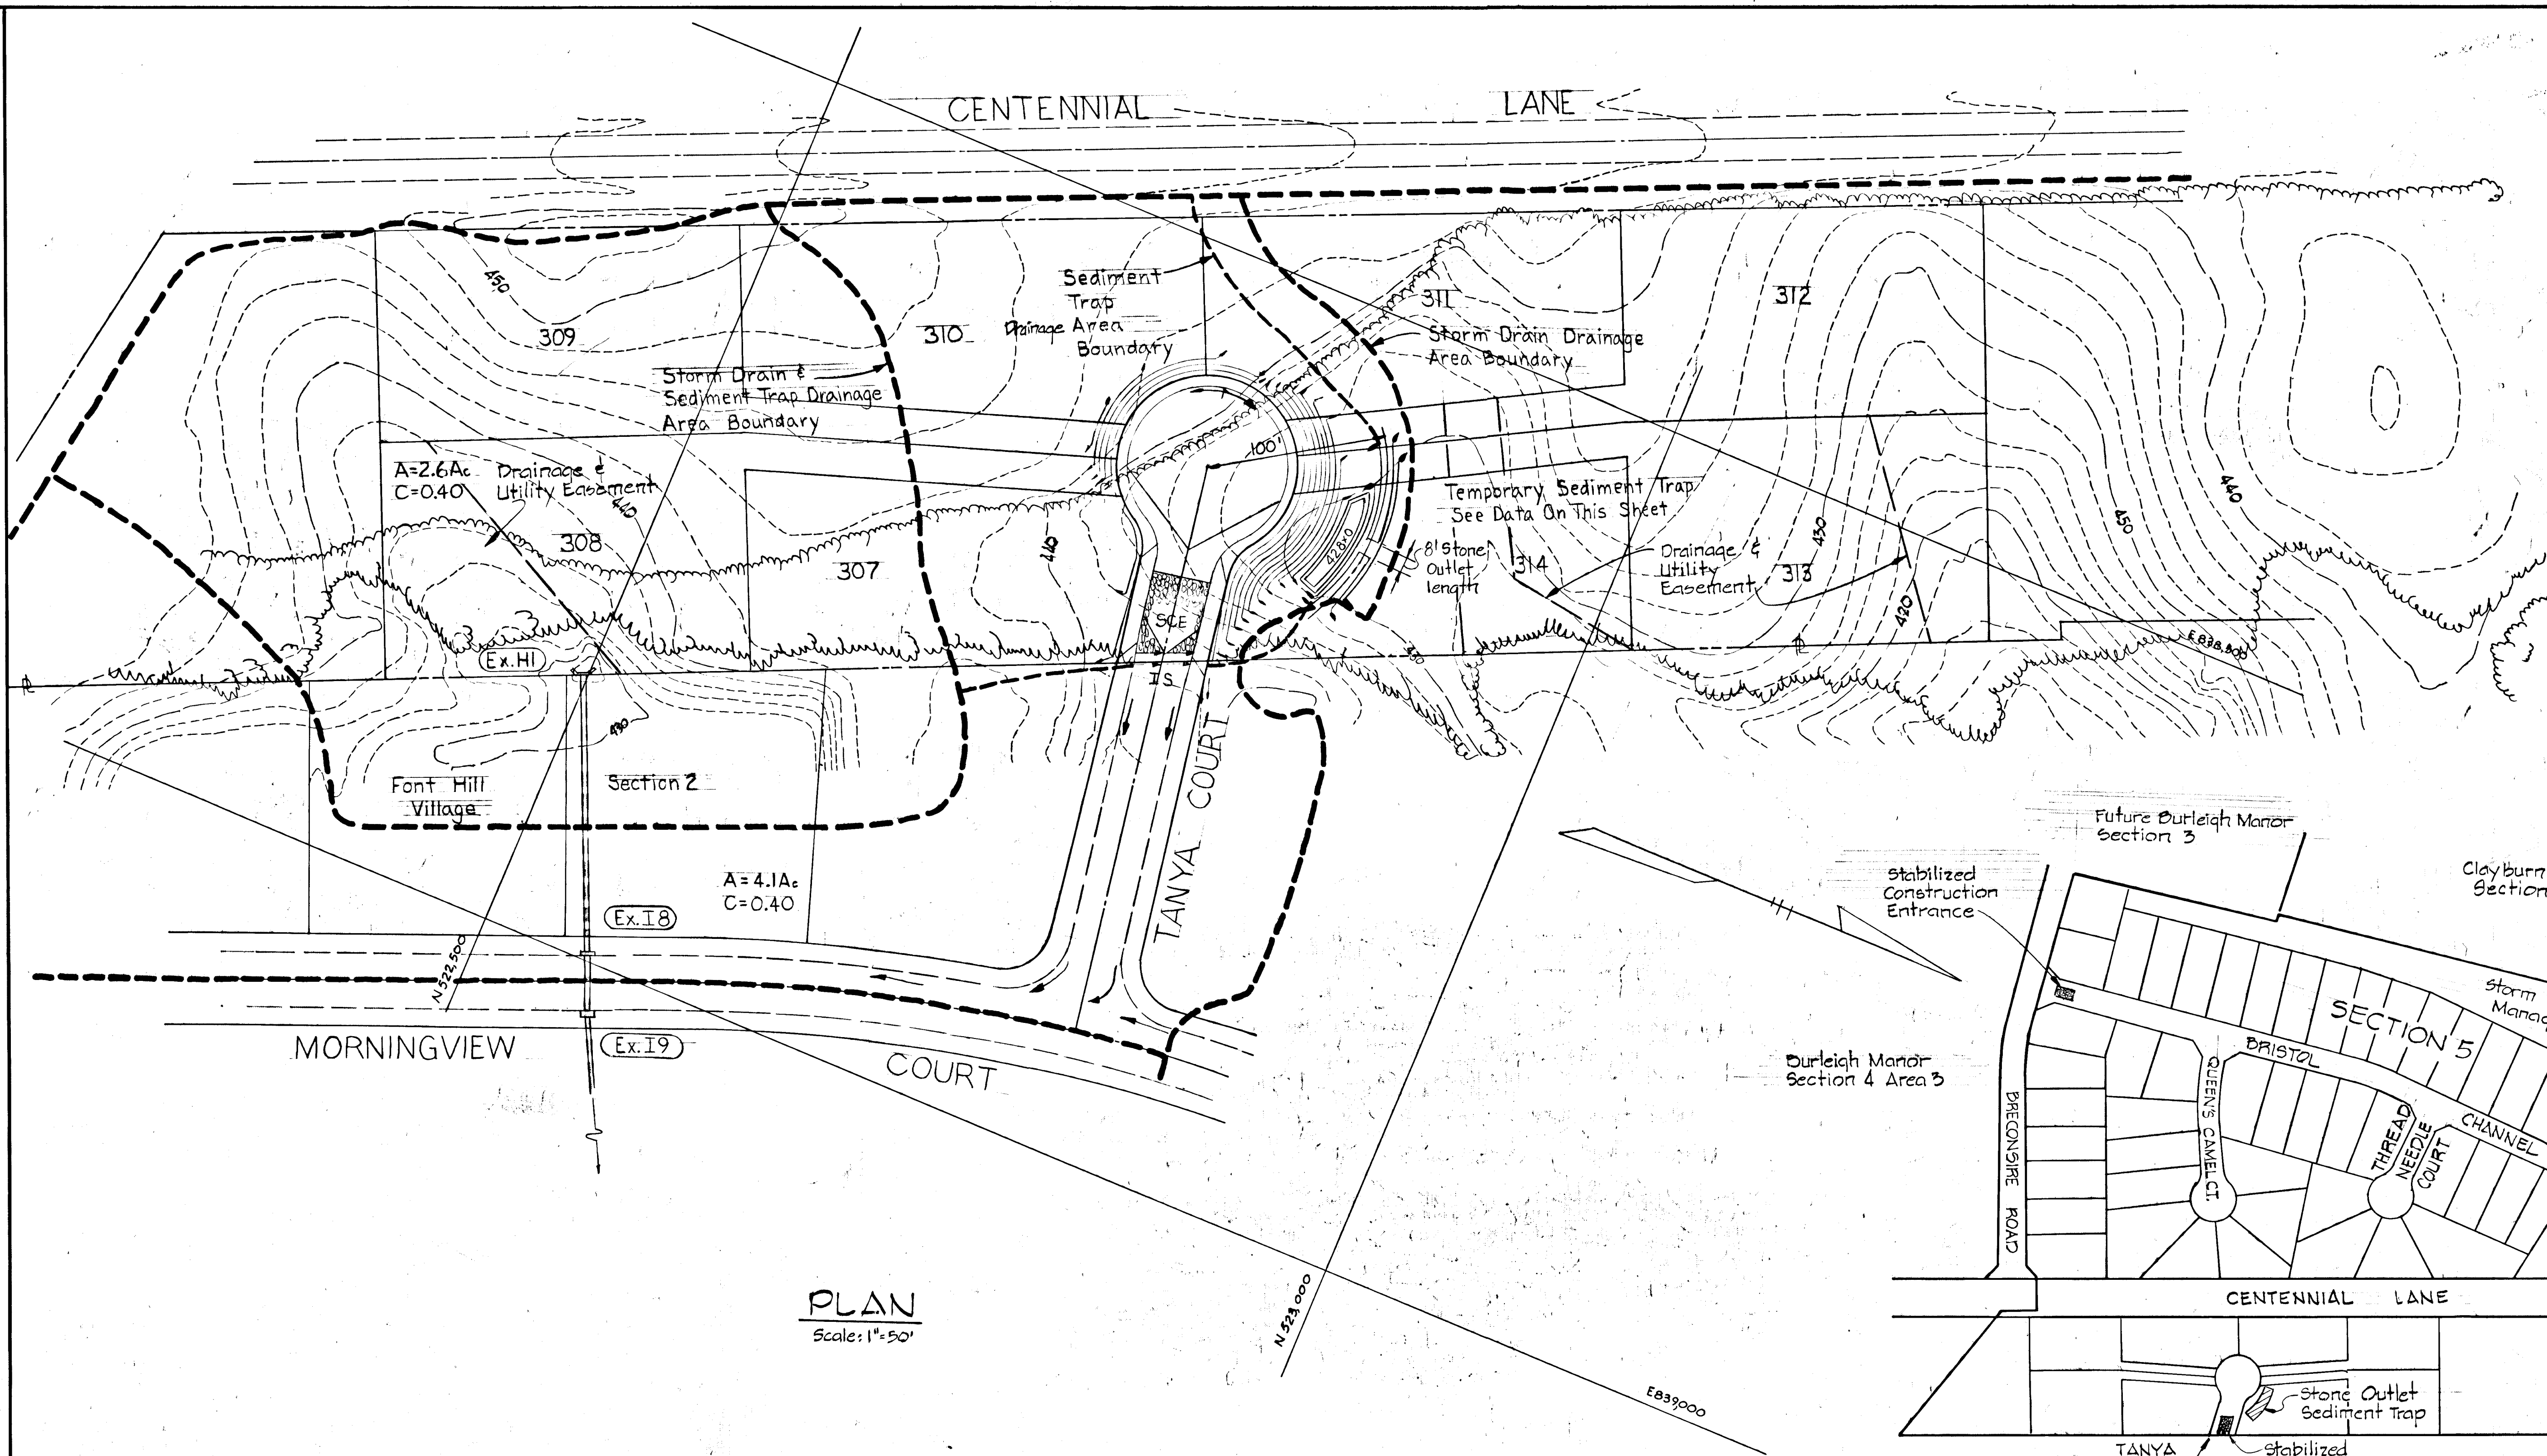 CENTENNIAL LANE
450
309
310
311
312
Sediment
Trap
Drainage Area
Boundary
Storm Drain Drainage
Area Boundary
Storm Drain &
Sediment Trap Drainage
Area Boundary
A=2.6Ac
C=0.40
Drainage &
Utility Easement
440
308
307
440
100'
Temporary Sediment Trap
See Data On This Sheet
8' Stone
Outlet
length
314
Drainage &
Utility
Easement
313
430
420
450
440
SCE
Ex. H1
I S
430
Font Hill
Village
Section 2
A=4.1Ac
C=0.40
Ex. I8
TANYA COURT
N 522,500
MORNINGVIEW COURT
Ex. I9
PLAN
Scale: 1"=50'
N 523,000
E839,000
Future Burleigh Manor
Section 3
Clayburn
Section
Stabilized
Construction
Entrance
Storm
SECTION 5
BRISTOL CHANNEL
QUEEN'S CAMEL CT.
THREAD
NEEDLE
COURT
BRECONSIRE ROAD
Burleigh Manor
Section 4 Area 3
CENTENNIAL LANE
Stone Outlet
Sediment Trap
TANYA
Stabilized